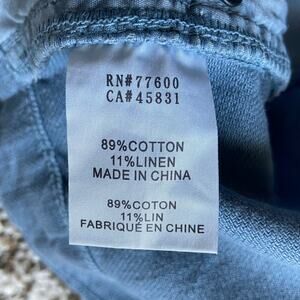 RN#77600
CA#45831
89%COTTON
11%LINEN
MADE IN CHINA
89%COTON
11%LIN
FABRIQUÉ EN CHINE